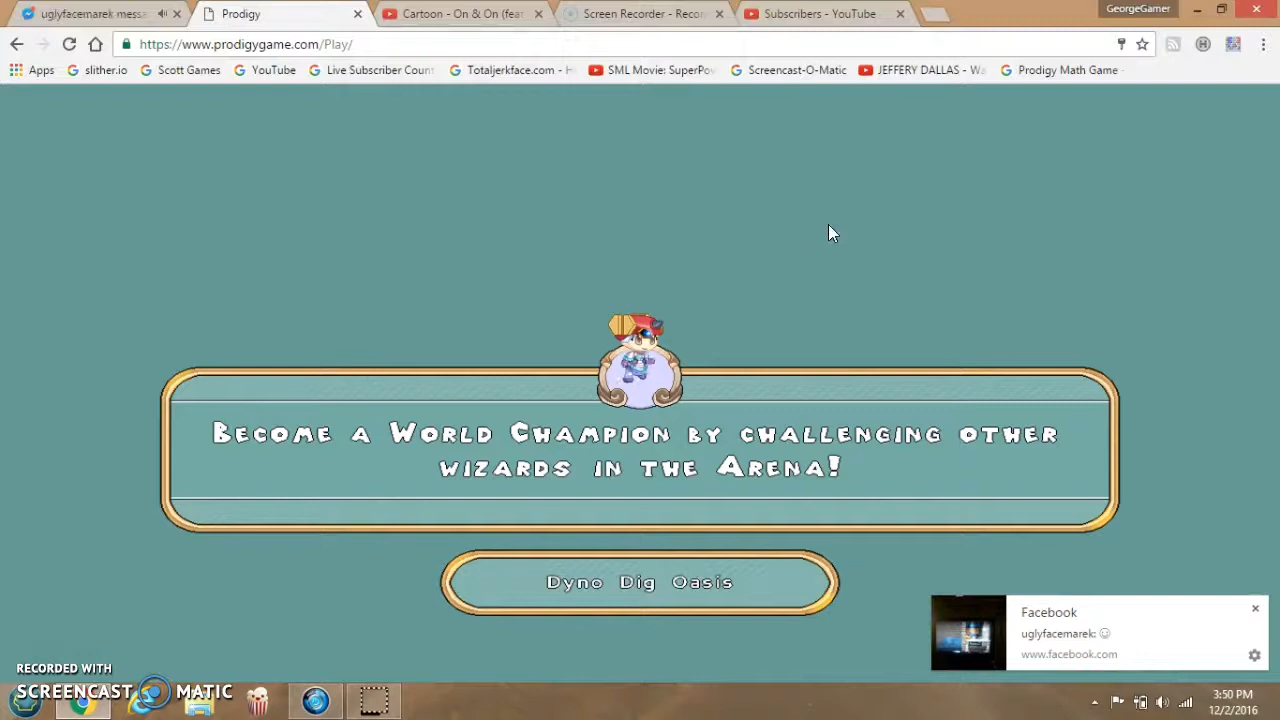 uglyfacemarek messa
Prodigy
Cartoon - On & On (feat
Screen Recorder - Recor
Subscribers - YouTube
GeorgeGamer
https://www.prodigygame.com/Play/
Apps
slither.io
Scott Games
YouTube
Live Subscriber Coun
Totaljerkface.com - H
SML Movie: SuperPo
Screencast-O-Matic
JEFFERY DALLAS - Wa
Prodigy Math Game -
Become a World Champion by challenging other
wizards in the Arena!
Dyno Dig Oasis
Facebook
uglyfacemarek: ☺
www.facebook.com
RECORDED WITH
SCREENCAST MATIC
3:50 PM
12/2/2016